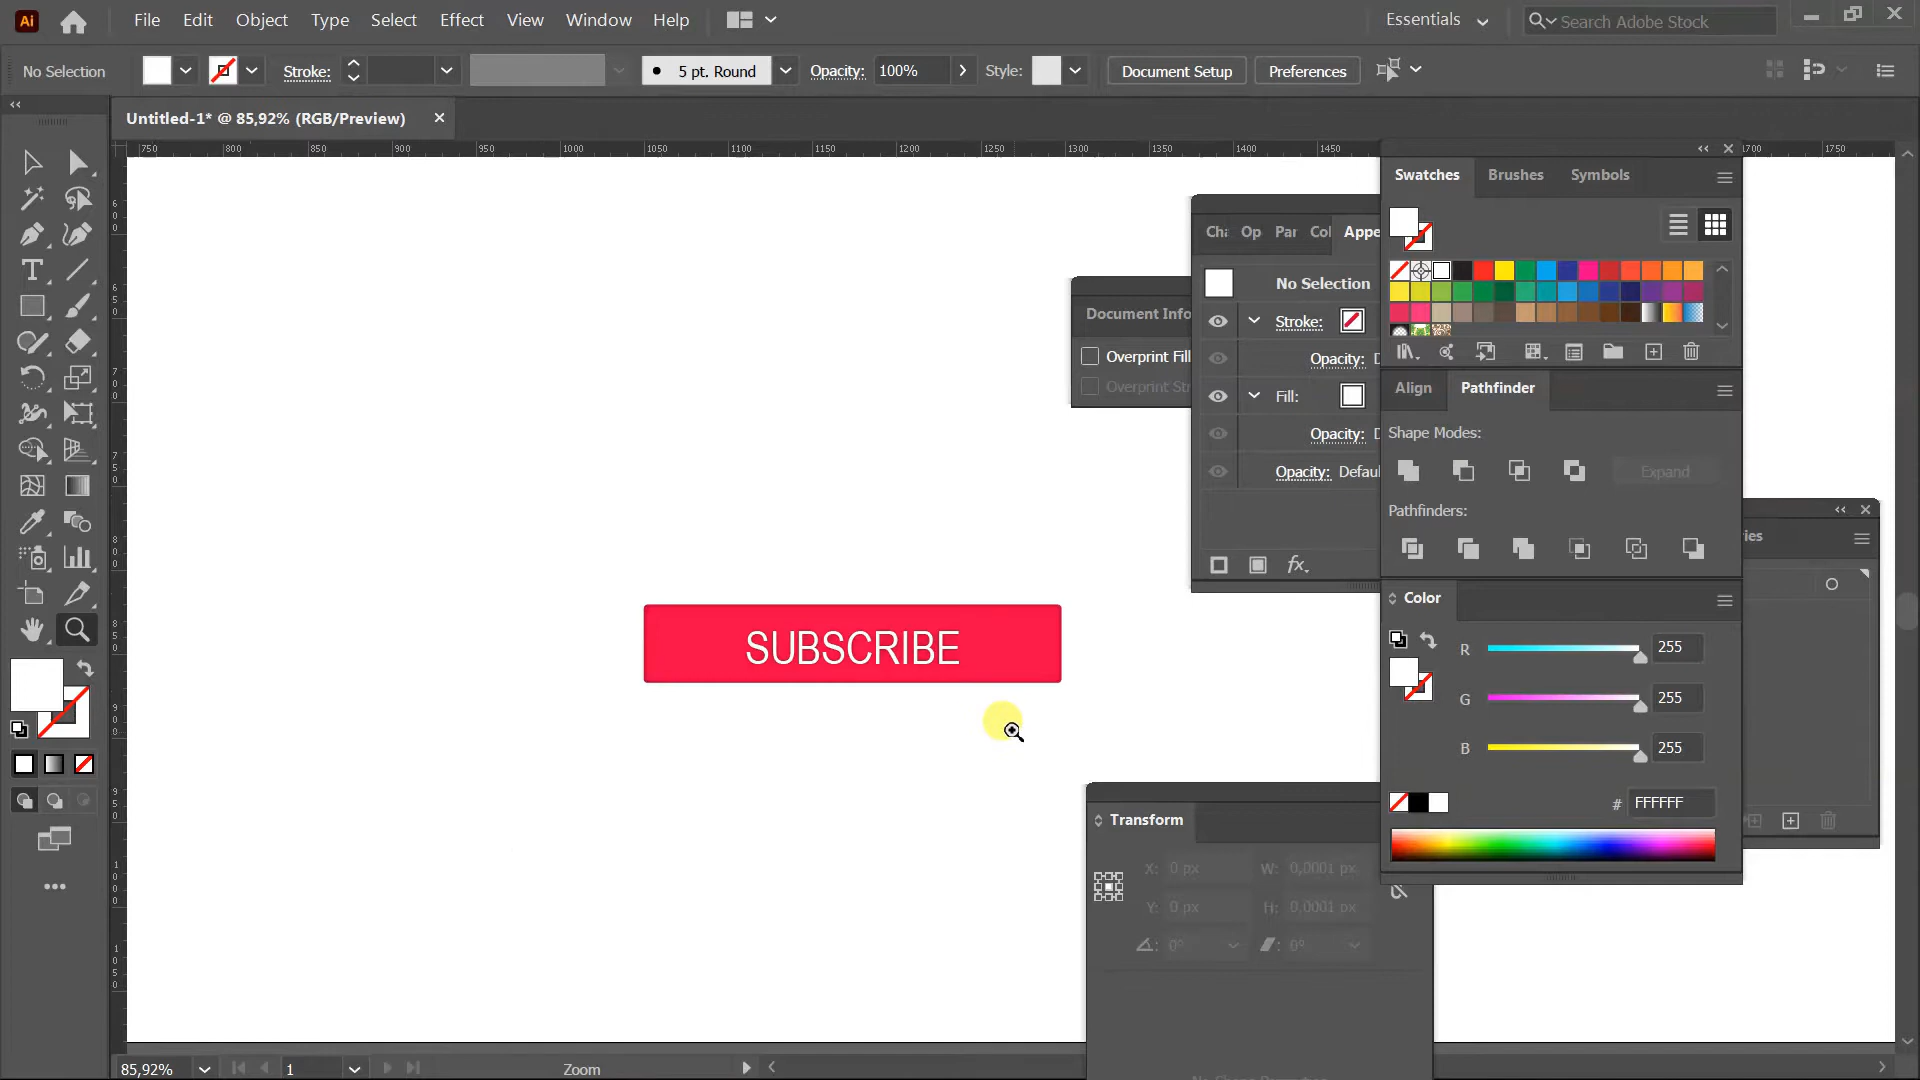 Ai
File Edit Object Type Select Effect View Window Help
Essentials
Search Adobe Stock
No Selection
Stroke:
5 pt. Round
Opacity: 100%
Style:
Document Setup
Preferences
Untitled-1* @ 85,92% (RGB/Preview)
750 800 850 900 950 1000 1050 1100 1150 1200 1250 1300 1350 1400 1450 1700 1750
Swatches Brushes Symbols
Cha Op Par Col Appe
No Selection
Stroke:
Opacity: D
Fill:
Opacity: D
Opacity: Defaul
fx
Document Info
Overprint Fill
Overprint Str
Align Pathfinder
Shape Modes:
Expand
Pathfinders:
ries
Color
R 255
G 255
B 255
# FFFFFF
SUBSCRIBE
Transform
X: 0 px W: 0,0001 px
Y: 0 px H: 0,0001 px
0° 0°
85,92% 1 Zoom